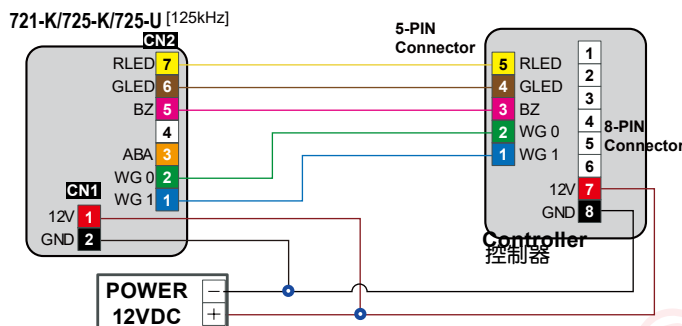 721-K/725-K/725-U [125kHz]
CN2
RLED 7
GLED 6
BZ 5
4
ABA 3
WG 0 2
WG 1 1
CN1
12V 1
GND 2
5-PIN
Connector
5 RLED
4 GLED
3 BZ
2 WG 0
1 WG 1
1
2
3
4
5
6
12V 7
GND 8
8-PIN
Connector
Controller
控制器
POWER −
12VDC +